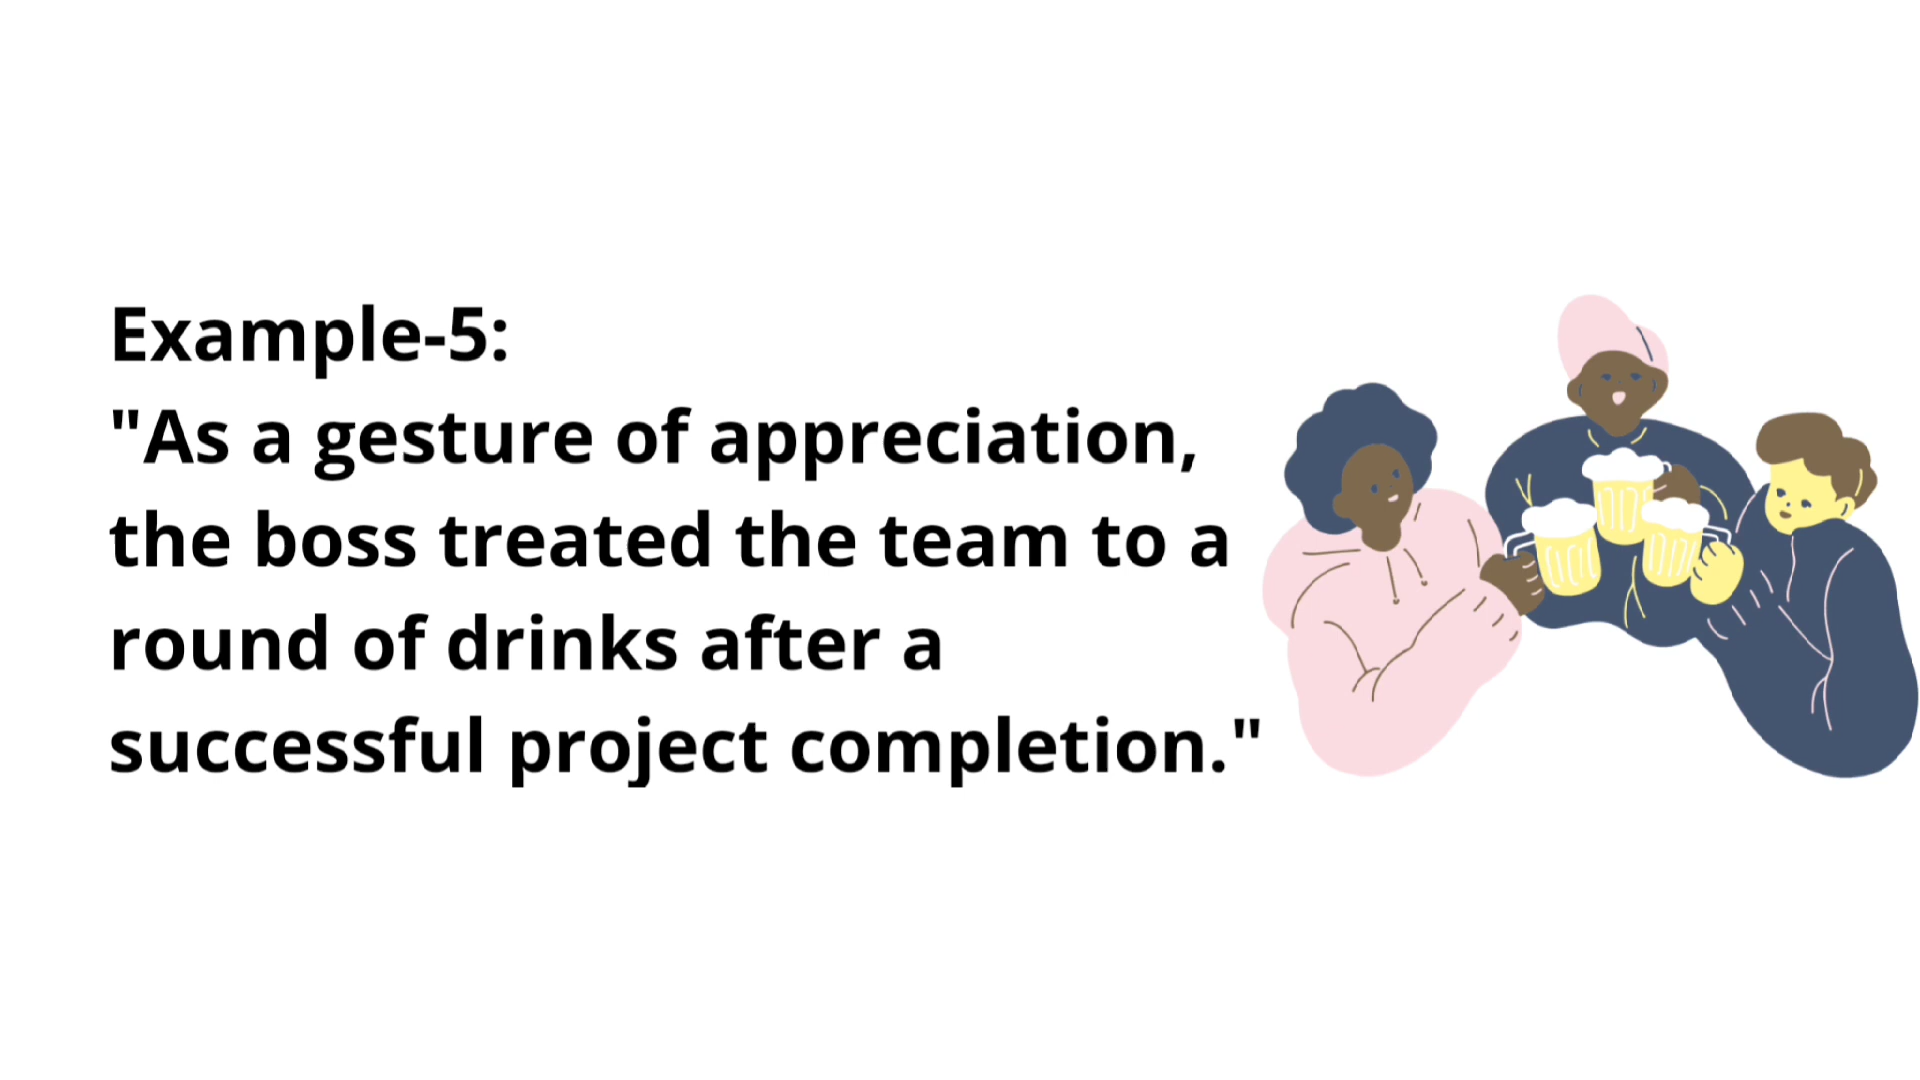 Example-5:
"As a gesture of appreciation,
the boss treated the team to a
round of drinks after a
successful project completion."